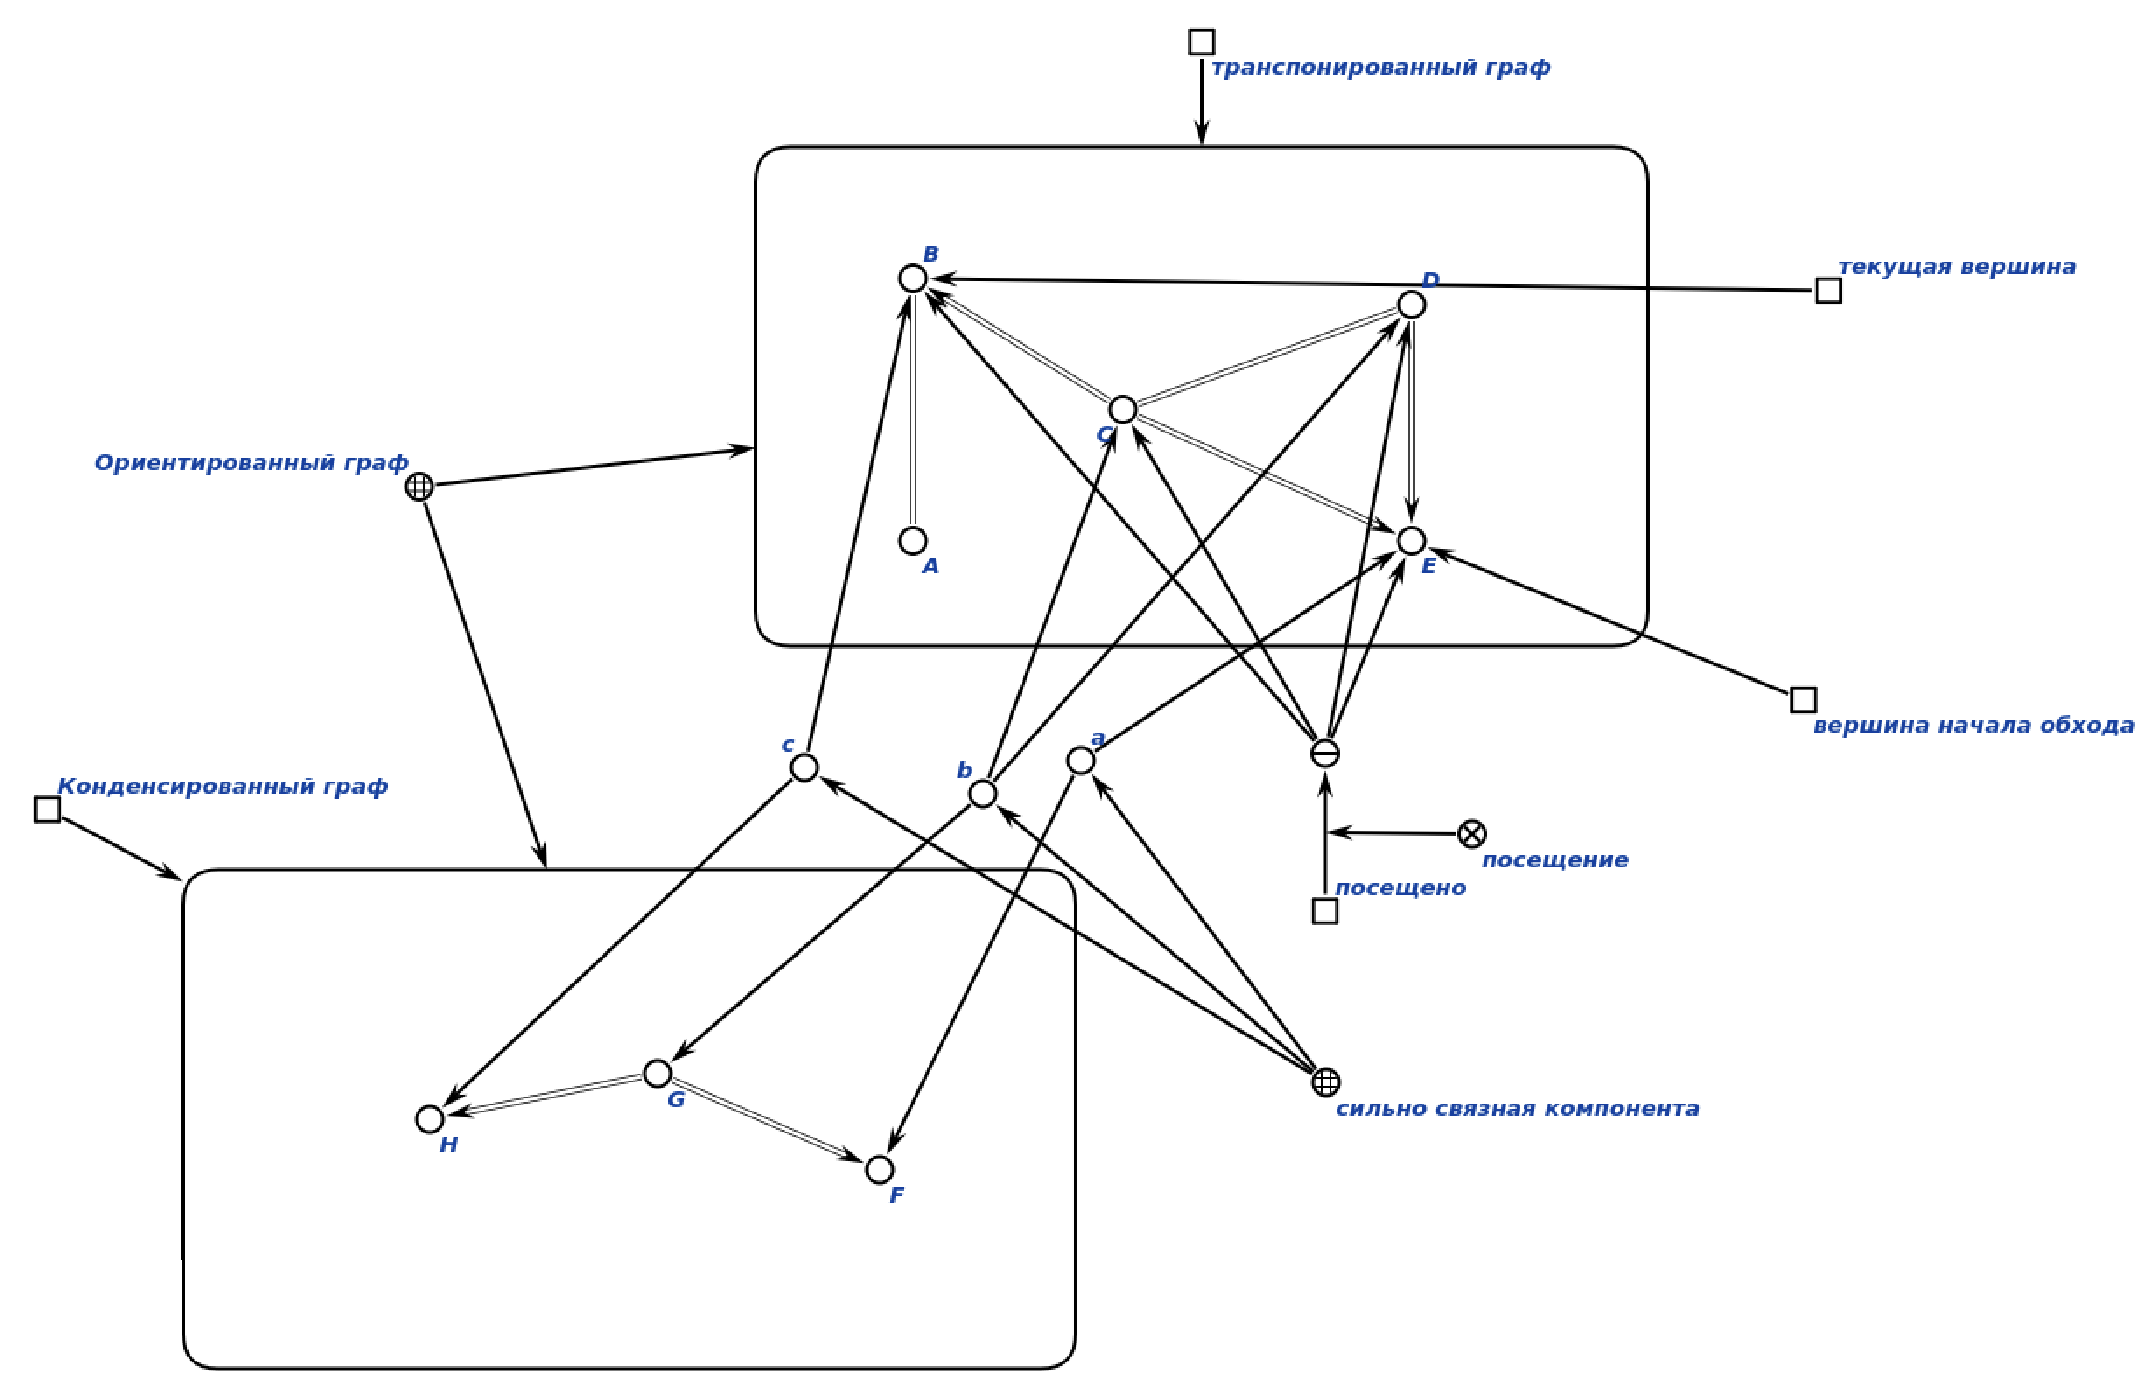 транспонированный граф
B
D
текущая вершина
C
Ориентированный граф
A
E
вершина начала обхода
c
b
a
Конденсированный граф
посещение
посещено
G
H
F
сильно связная компонента